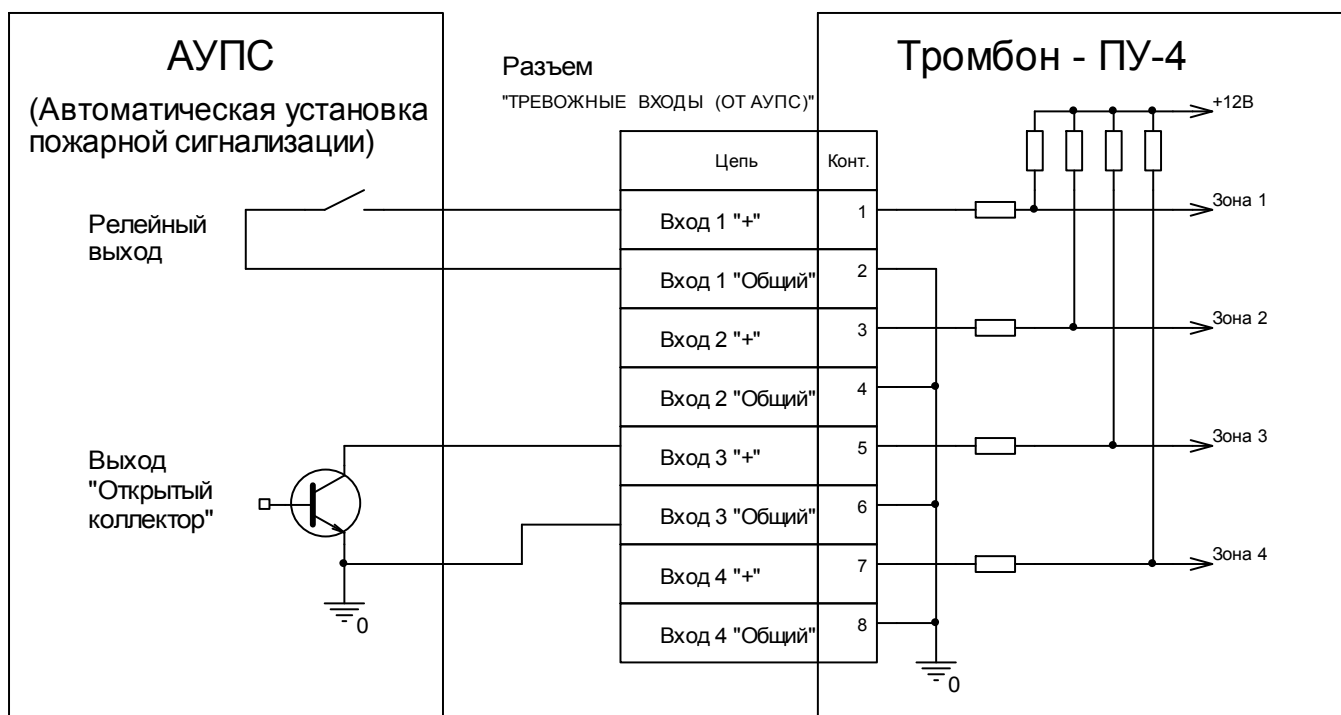 АУПС
(Автоматическая установка
пожарной сигнализации)
Релейный
выход
Выход
"Открытый
коллектор"
0
Разъем
"ТРЕВОЖНЫЕ ВХОДЫ (ОТ АУПС)"
Цепь Конт.
Вход 1 "+" 1
Вход 1 "Общий" 2
Вход 2 "+" 3
Вход 2 "Общий" 4
Вход 3 "+" 5
Вход 3 "Общий" 6
Вход 4 "+" 7
Вход 4 "Общий" 8
Тромбон - ПУ-4
+12В
Зона 1
Зона 2
Зона 3
Зона 4
0